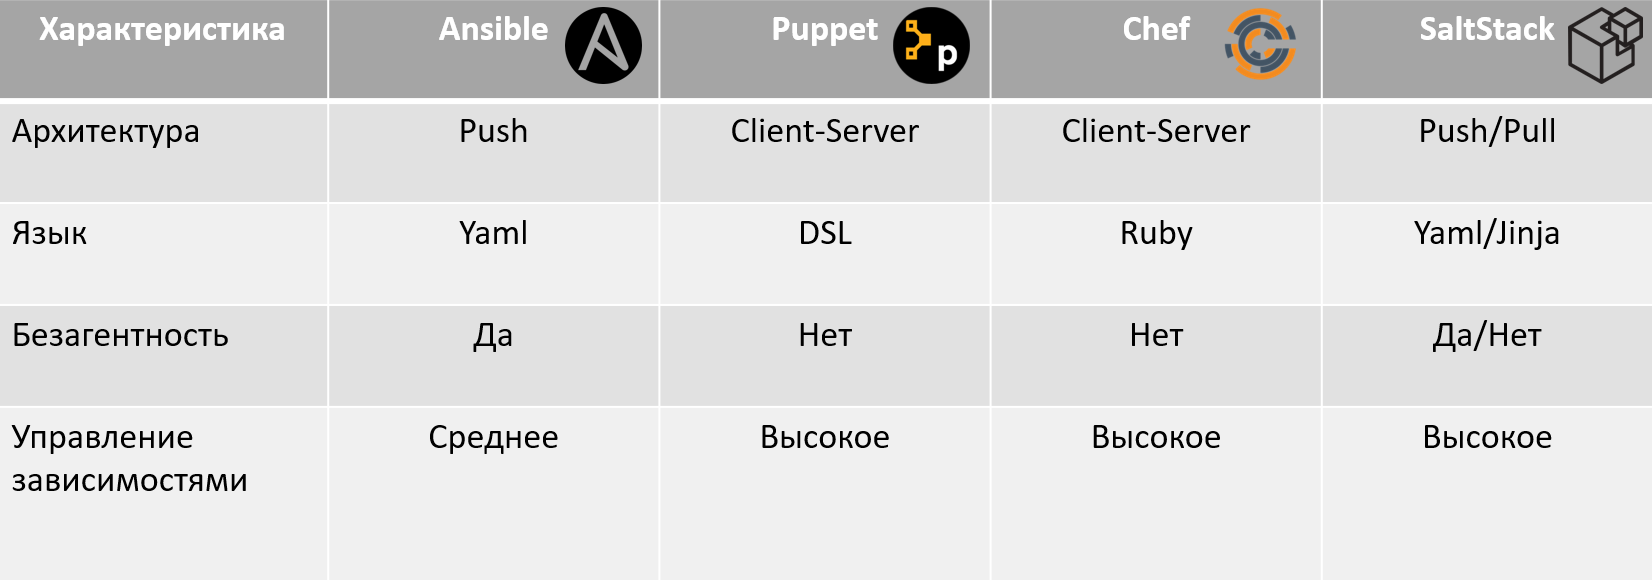 Характеристика Ansible Puppet p Chef SaltStack
Архитектура Push Client-Server Client-Server Push/Pull
Язык Yaml DSL Ruby Yaml/Jinja
Безагентность Да Нет Нет Да/Нет
Управление Среднее Высокое Высокое Высокое
зависимостями